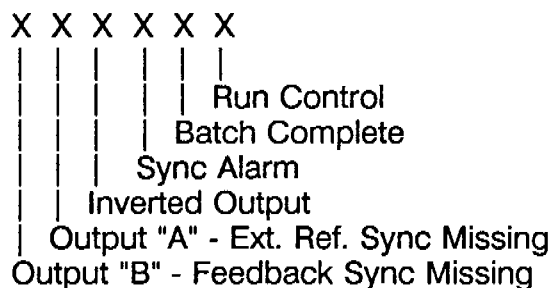 X X X X X X
Run Control
Batch Complete
Sync Alarm
Inverted Output
Output "A" - Ext. Ref. Sync Missing
Output "B" - Feedback Sync Missing